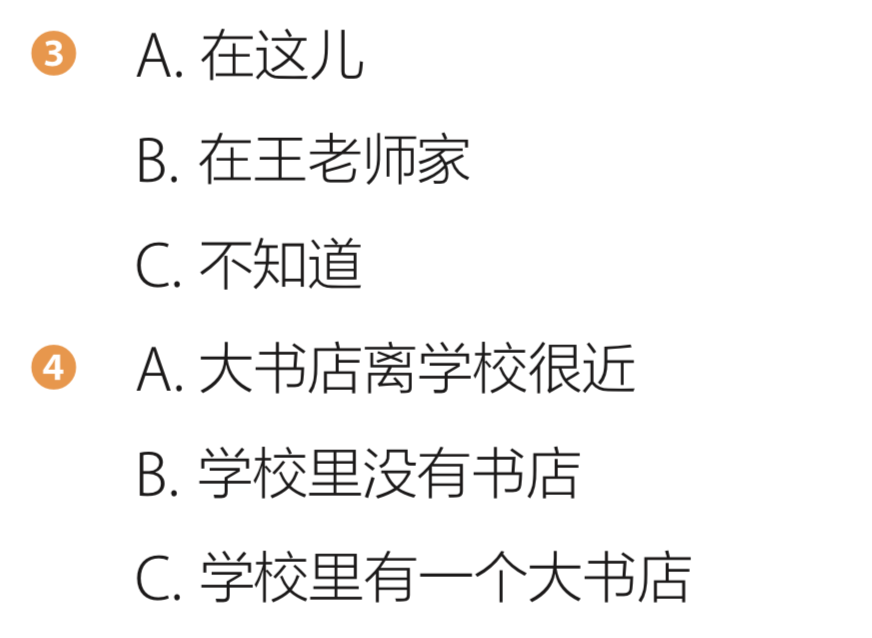 3 A. 在这儿
B. 在王老师家
C. 不知道
4 A. 大书店离学校很近
B. 学校里没有书店
C. 学校里有一个大书店